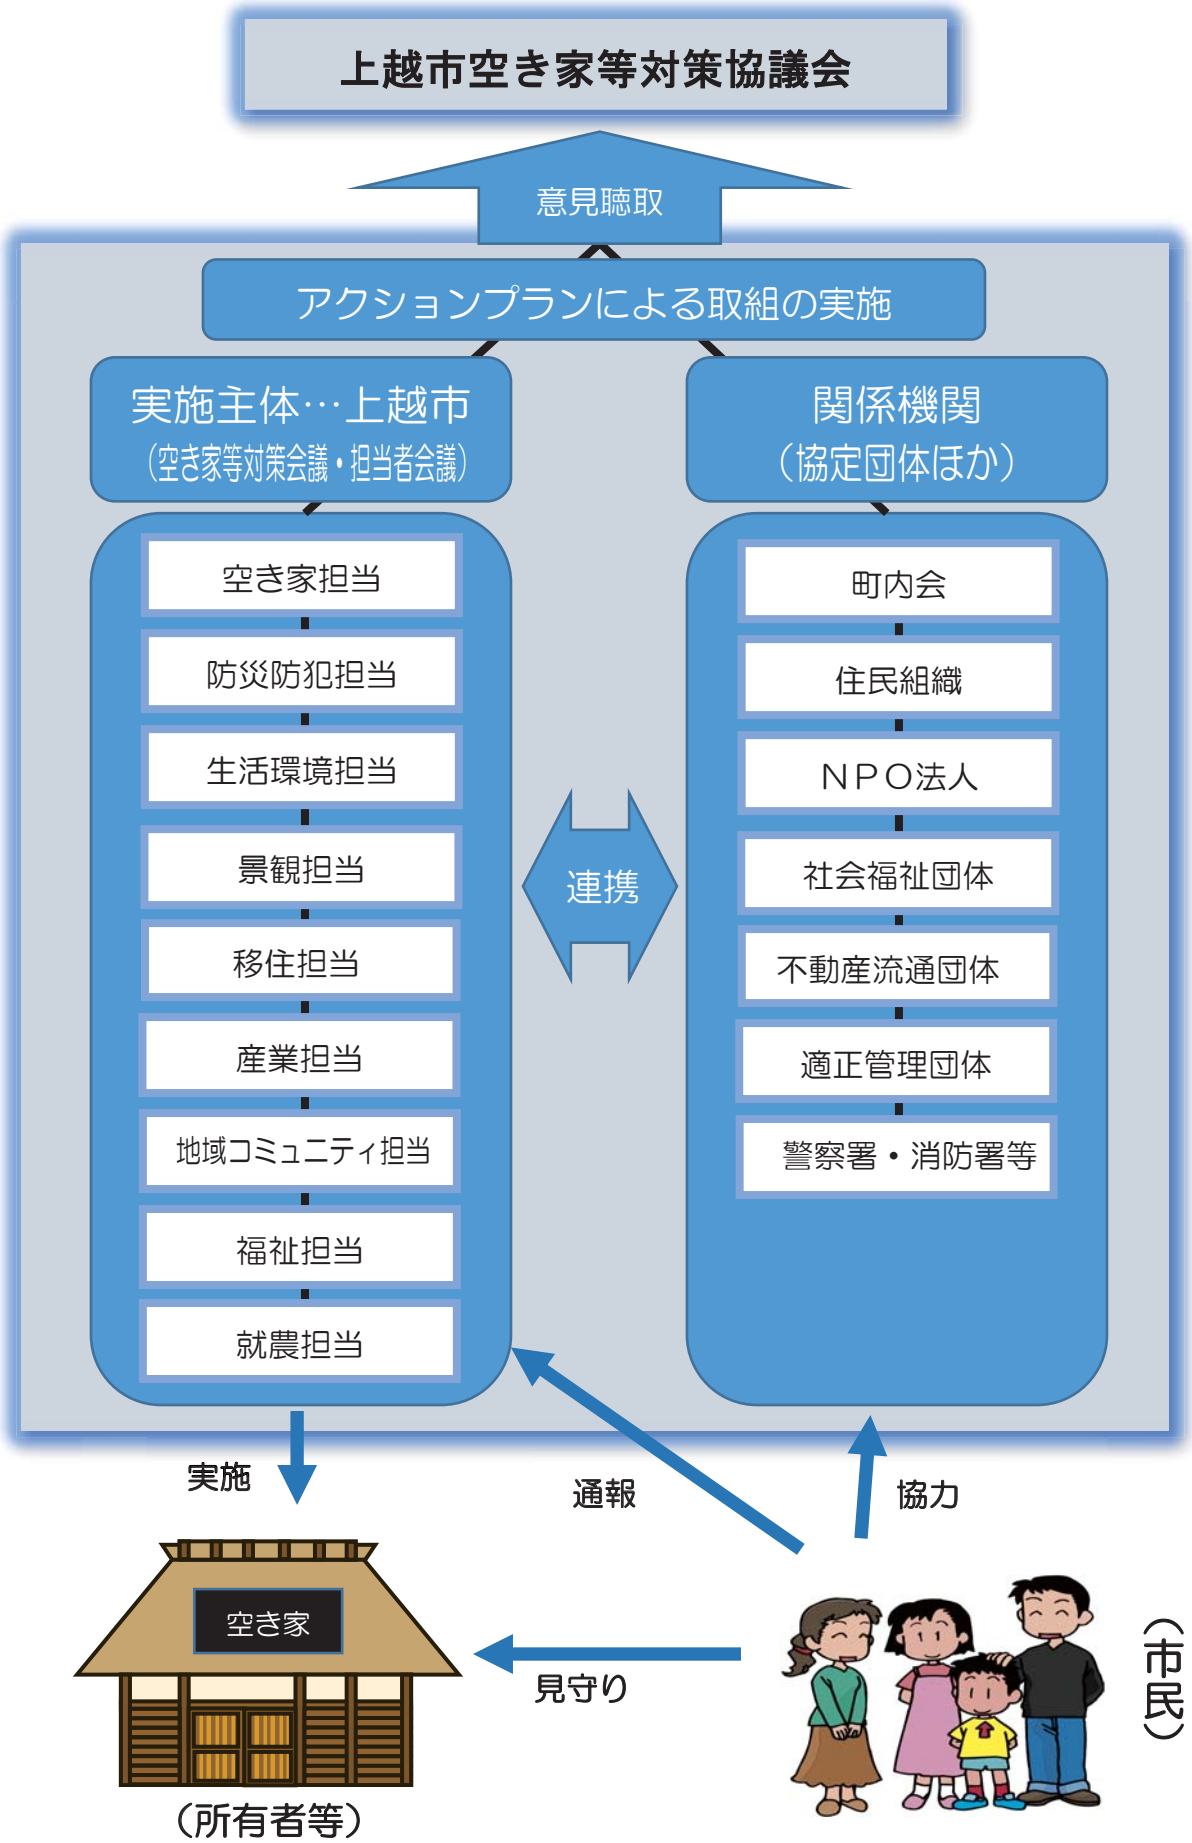 上越市空き家等対策協議会
意見聴取
アクションプランによる取組の実施
実施主体…上越市
（空き家等対策会議・担当者会議）
関係機関
（協定団体ほか）
空き家担当
防災防犯担当
生活環境担当
景観担当
移住担当
産業担当
地域コミュニティ担当
福祉担当
就農担当
連携
町内会
住民組織
ＮＰＯ法人
社会福祉団体
不動産流通団体
適正管理団体
警察署・消防署等
実施
通報
協力
空き家
見守り
（市民）
（所有者等）